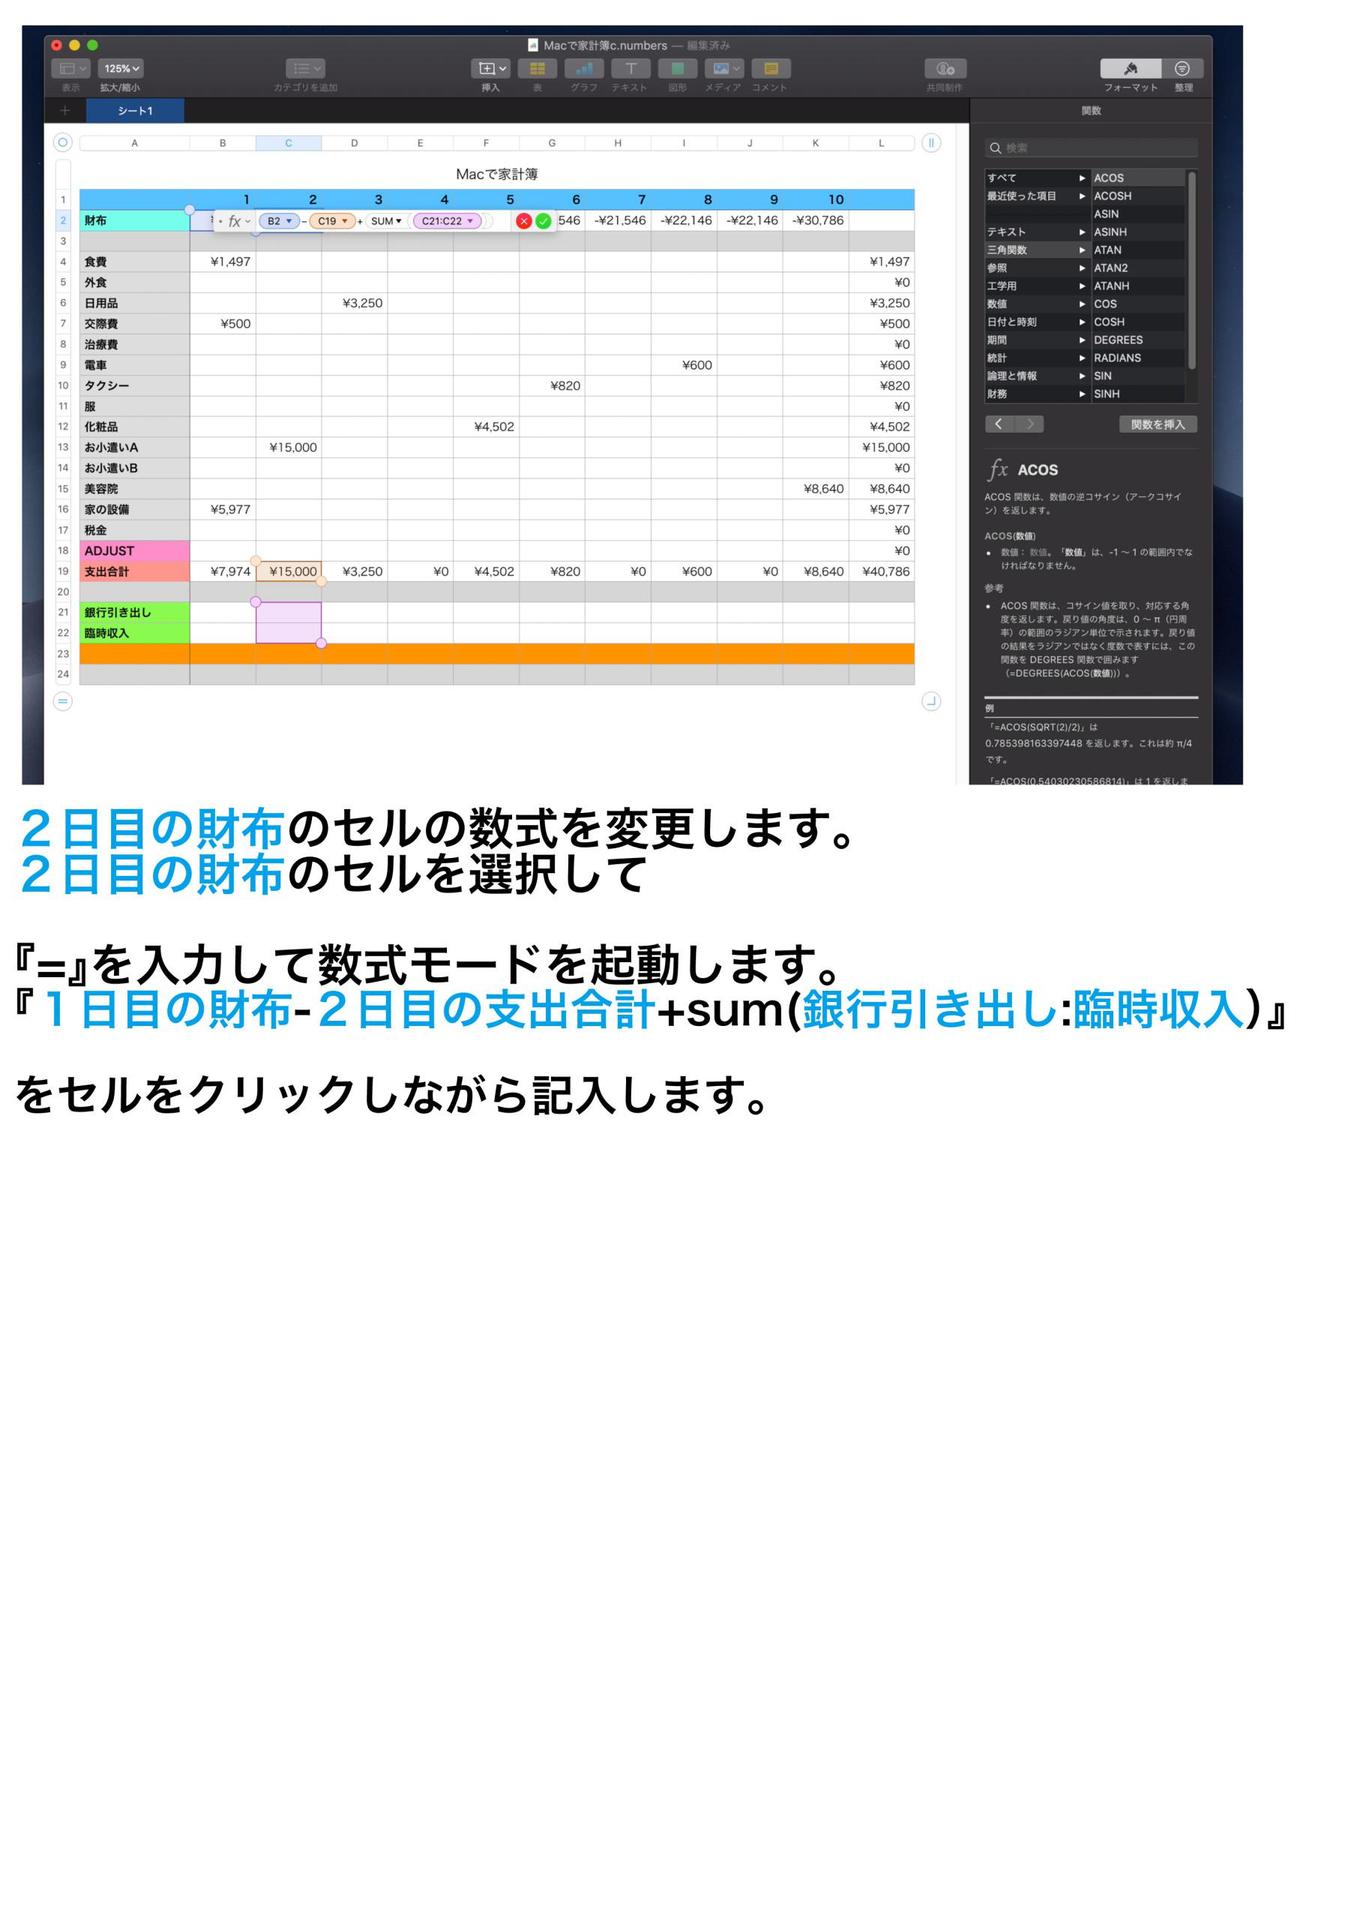 Macで家計簿c.numbers — 編集済み
125%
表示 拡大/縮小 カテゴリを追加 挿入 表 グラフ テキスト 図形 メディア コメント 共同制作 フォーマット 整理
+ シート1 関数
A B C D E F G H I J K L
Macで家計簿
1 1 2 3 4 5 6 7 8 9 10
2 財布 fx B2 − C19 + SUM C21:C22 546 -¥21,546 -¥22,146 -¥22,146 -¥30,786
3
4 食費 ¥1,497 ¥1,497
5 外食 ¥0
6 日用品 ¥3,250 ¥3,250
7 交際費 ¥500 ¥500
8 治療費 ¥0
9 電車 ¥600 ¥600
10 タクシー ¥820 ¥820
11 服 ¥0
12 化粧品 ¥4,502 ¥4,502
13 お小遣いA ¥15,000 ¥15,000
14 お小遣いB ¥0
15 美容院 ¥8,640 ¥8,640
16 家の設備 ¥5,977 ¥5,977
17 税金 ¥0
18 ADJUST ¥0
19 支出合計 ¥7,974 ¥15,000 ¥3,250 ¥0 ¥4,502 ¥820 ¥0 ¥600 ¥0 ¥8,640 ¥40,786
20
21 銀行引き出し
22 臨時収入
23
24
検索
すべて ACOS
最近使った項目 ACOSH
ASIN
テキスト ASINH
三角関数 ATAN
参照 ATAN2
工学用 ATANH
数値 COS
日付と時刻 COSH
期間 DEGREES
統計 RADIANS
論理と情報 SIN
財務 SINH
関数を挿入
fx ACOS
ACOS 関数は、数値の逆コサイン（アークコサイ
ン）を返します。
ACOS(数値)
• 数値： 数値。「数値」は、-1 〜 1 の範囲内でな
ければなりません。
参考
• ACOS 関数は、コサイン値を取り、対応する角
度を返します。戻り値の角度は、0 〜 π（円周
率）の範囲のラジアン単位で示されます。戻り値
の結果をラジアンではなく度数で表すには、この
関数を DEGREES 関数で囲みます
（=DEGREES(ACOS(数値))）。
例
「=ACOS(SQRT(2)/2)」は
0.785398163397448 を返します。これは約 π/4
です。
「=ACOS(0.54030230586814)」は 1 を返しま
２日目の財布のセルの数式を変更します。
２日目の財布のセルを選択して
『=』を入力して数式モードを起動します。
『１日目の財布-２日目の支出合計+sum(銀行引き出し:臨時収入)』
をセルをクリックしながら記入します。